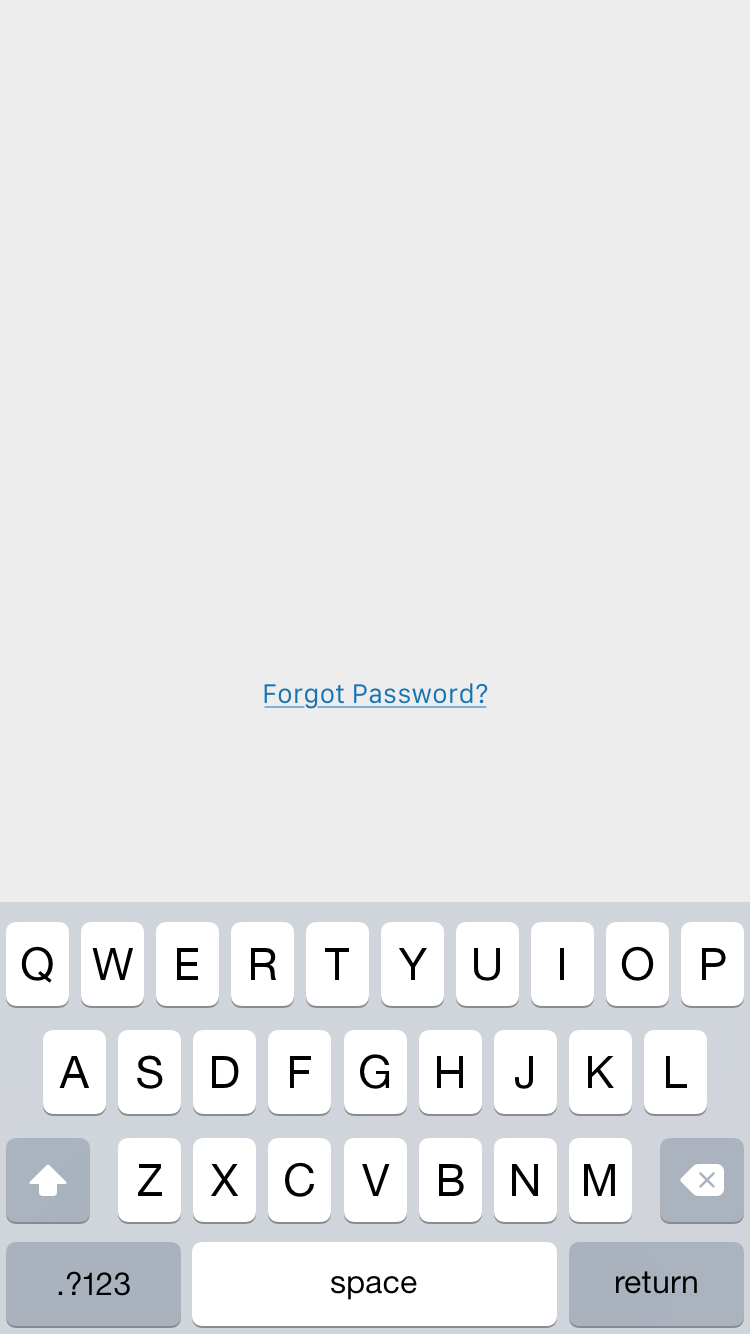 Forgot Password?
Q W E R T Y U I O P
A S D F G H J K L
Z X C V B N M
.?123 space return